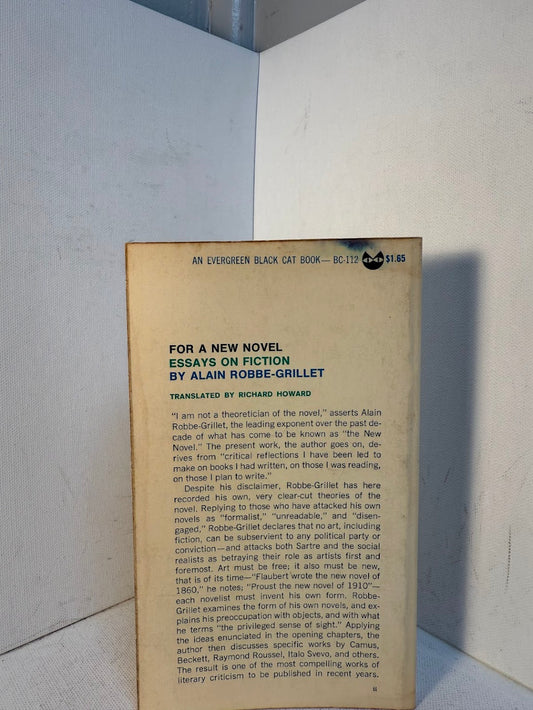 AN EVERGREEN BLACK CAT BOOK— BC-112 $1.65
FOR A NEW NOVEL
ESSAYS ON FICTION
BY ALAIN ROBBE-GRILLET
TRANSLATED BY RICHARD HOWARD
"I am not a theoretician of the novel," asserts Alain
Robbe-Grillet, the leading exponent over the past de-
cade of what has come to be known as "the New
Novel." The present work, the author goes on, de-
rives from "critical reflections I have been led to
make on books I had written, on those I was reading,
on those I plan to write."
Despite his disclaimer, Robbe-Grillet has here
recorded his own, very clear-cut theories of the
novel. Replying to those who have attacked his own
novels as "formalist," "unreadable," and "disen-
gaged," Robbe-Grillet declares that no art, including
fiction, can be subservient to any political party or
conviction—and attacks both Sartre and the social
realists as betraying their role as artists first and
foremost. Art must be free; it also must be new,
that is of its time—"Flaubert wrote the new novel of
1860," he notes; "Proust the new novel of 1910"—
each novelist must invent his own form. Robbe-
Grillet examines the form of his own novels, and ex-
plains his preoccupation with objects, and with what
he terms "the privileged sense of sight." Applying
the ideas enunciated in the opening chapters, the
author then discusses specific works by Camus,
Beckett, Raymond Roussel, Italo Svevo, and others.
The result is one of the most compelling works of
literary criticism to be published in recent years.